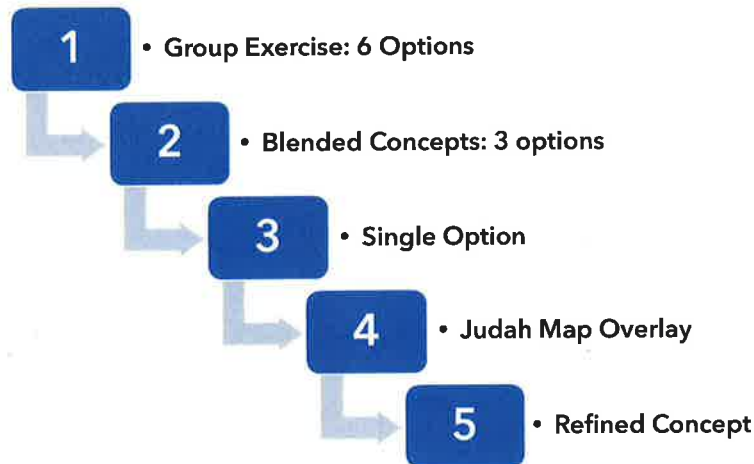 1 • Group Exercise: 6 Options
2 • Blended Concepts: 3 options
3 • Single Option
4 • Judah Map Overlay
5 • Refined Concept